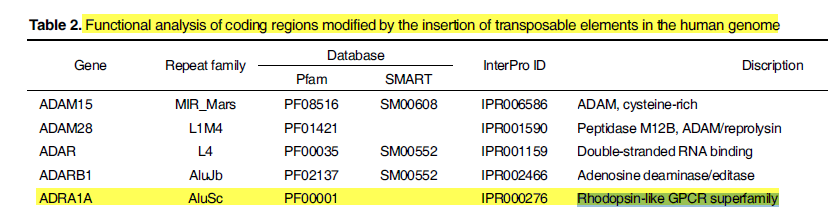 Table 2. Functional analysis of coding regions modified by the insertion of transposable elements in the human genome
Database
Gene Repeat family InterPro ID Discription
Pfam SMART
ADAM15 MIR_Mars PF08516 SM00608 IPR006586 ADAM, cysteine-rich
ADAM28 L1M4 PF01421 IPR001590 Peptidase M12B, ADAM/reprolysin
ADAR L4 PF00035 SM00552 IPR001159 Double-stranded RNA binding
ADARB1 AluJb PF02137 SM00552 IPR002466 Adenosine deaminase/editase
ADRA1A AluSc PF00001 IPR000276 Rhodopsin-like GPCR superfamily